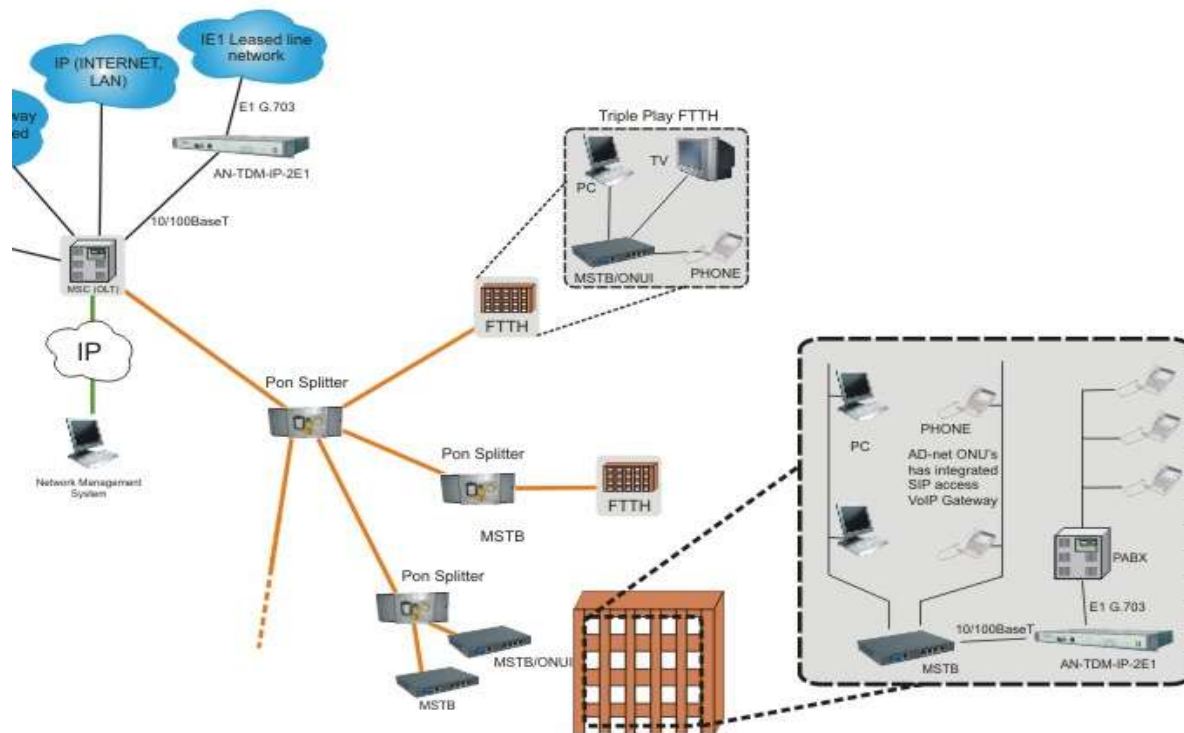 IE1 Leased line
network
IP (INTERNET,
LAN)
way
ed
E1 G.703
AN-TDM-IP-2E1
10/100BaseT
MSC (OLT)
IP
Network Management
System
Triple Play FTTH
PC
TV
MSTB/ONUI
PHONE
FTTH
Pon Splitter
Pon Splitter
MSTB
FTTH
Pon Splitter
MSTB/ONUI
MSTB
PC
PHONE
AD-net ONU's
has integrated
SIP access
VoIP Gateway
PABX
E1 G.703
10/100BaseT
MSTB
AN-TDM-IP-2E1